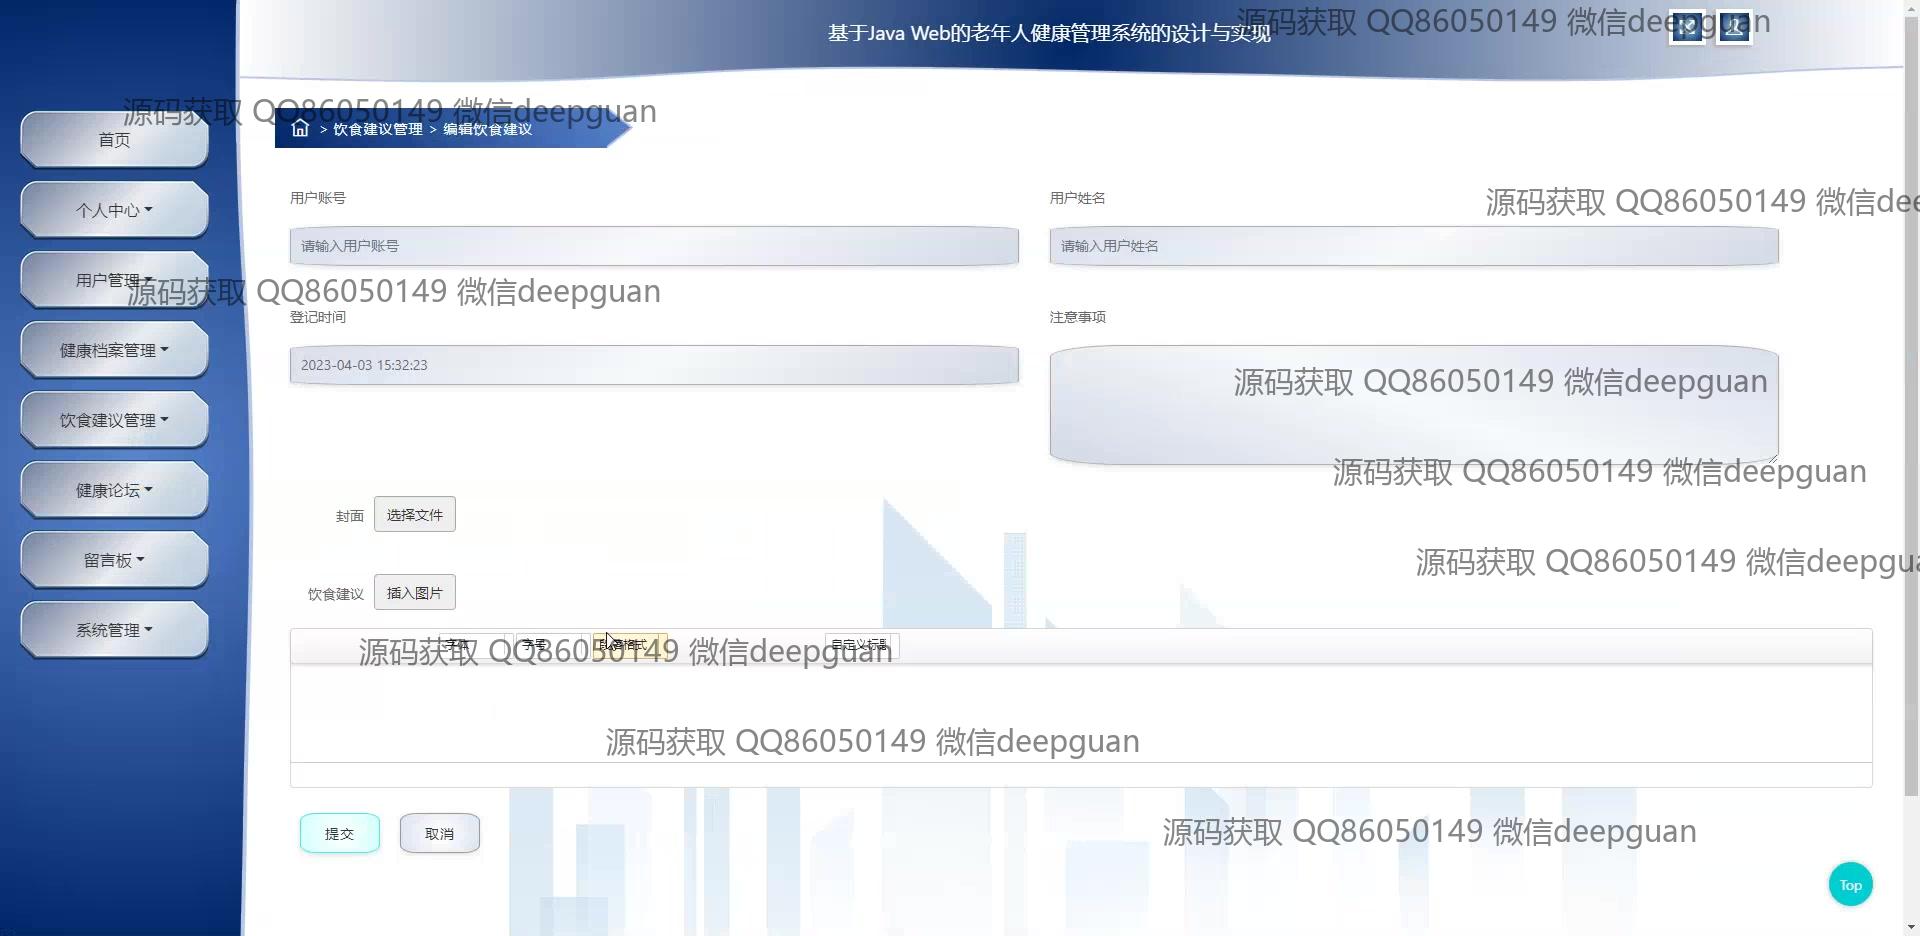 基于Java Web的老年人健康管理系统的设计与实现
源码获取 QQ86050149 微信deepguan
源码获取 QQ86050149 微信deepguan
> 饮食建议管理 > 编辑饮食建议
首页
个人中心
用户管理
健康档案管理
饮食建议管理
健康论坛
留言板
系统管理
用户账号
用户姓名
源码获取 QQ86050149 微信dee
请输入用户账号
请输入用户姓名
源码获取 QQ86050149 微信deepguan
登记时间
注意事项
2023-04-03 15:32:23
源码获取 QQ86050149 微信deepguan
源码获取 QQ86050149 微信deepguan
封面
选择文件
源码获取 QQ86050149 微信deepgua
饮食建议
插入图片
字体
字号
段落格式
自定义标题
源码获取 QQ86050149 微信deepguan
源码获取 QQ86050149 微信deepguan
提交
取消
源码获取 QQ86050149 微信deepguan
Top